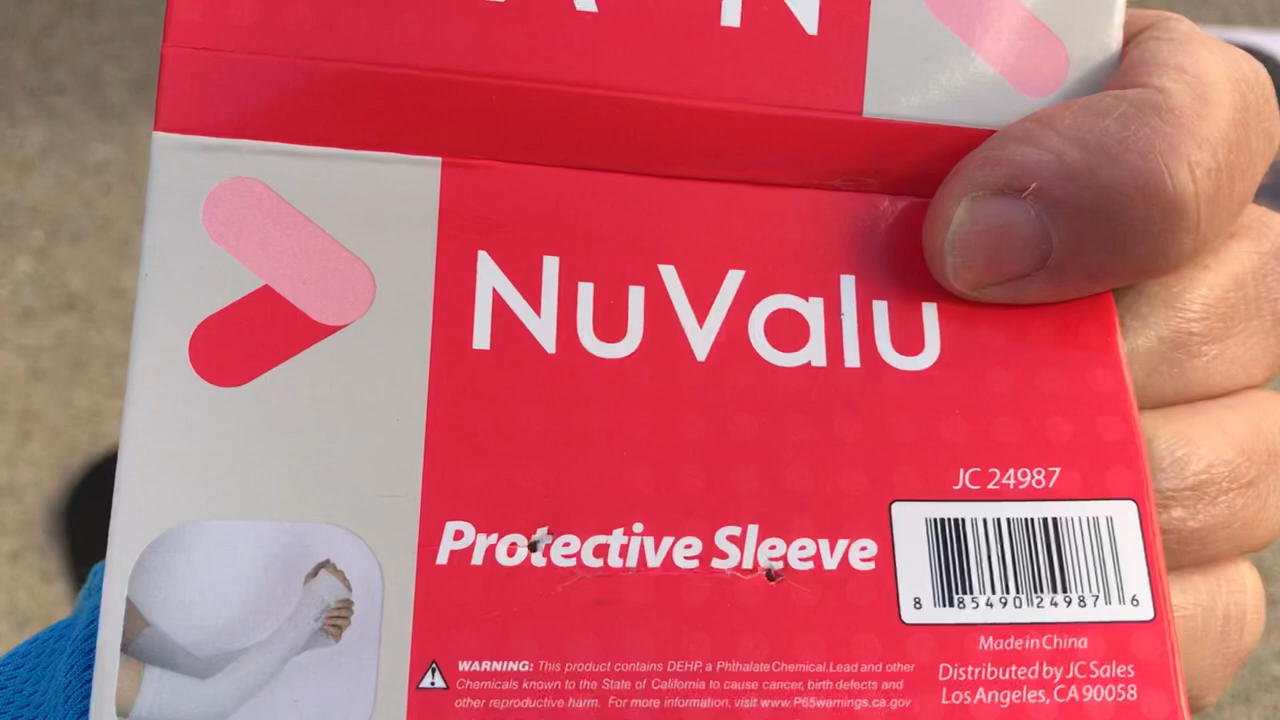 NuValu
JC 24987
Protective Sleeve
8 85490 24987 6
Made in China
Distributed by JC Sales
Los Angeles, CA 90058
WARNING: This product contains DEHP, a Phthalate Chemical.Lead and other
Chemicals known to the State of California to cause cancer, birth defects and
other reproductive harm. For more information, visit www.P65warnings.ca.gov